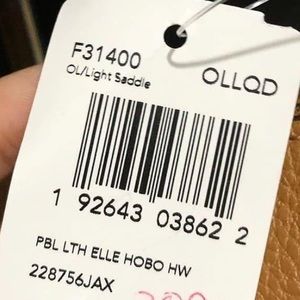 F31400 OLLQD
OL/Light Saddle
1 92643 03862 2
PBL LTH ELLE HOBO HW
228756JAX